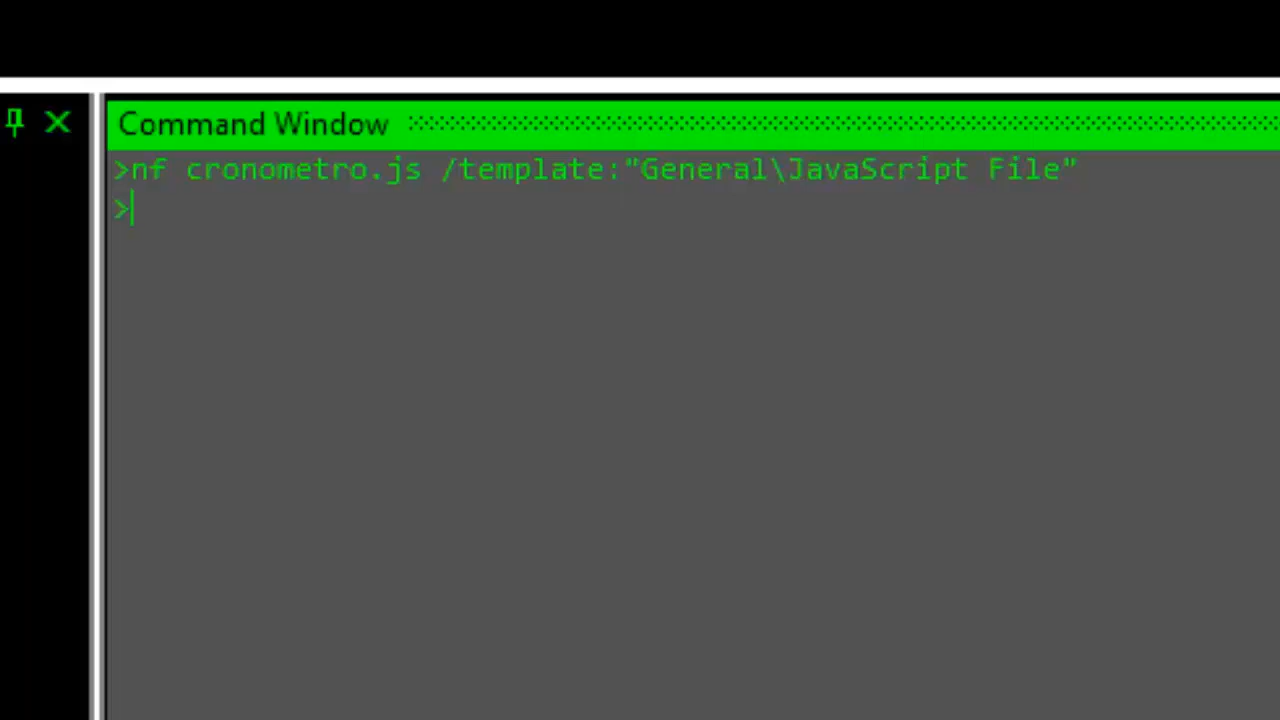 Command Window
>nf cronometro.js /template:"General\JavaScript File"
>